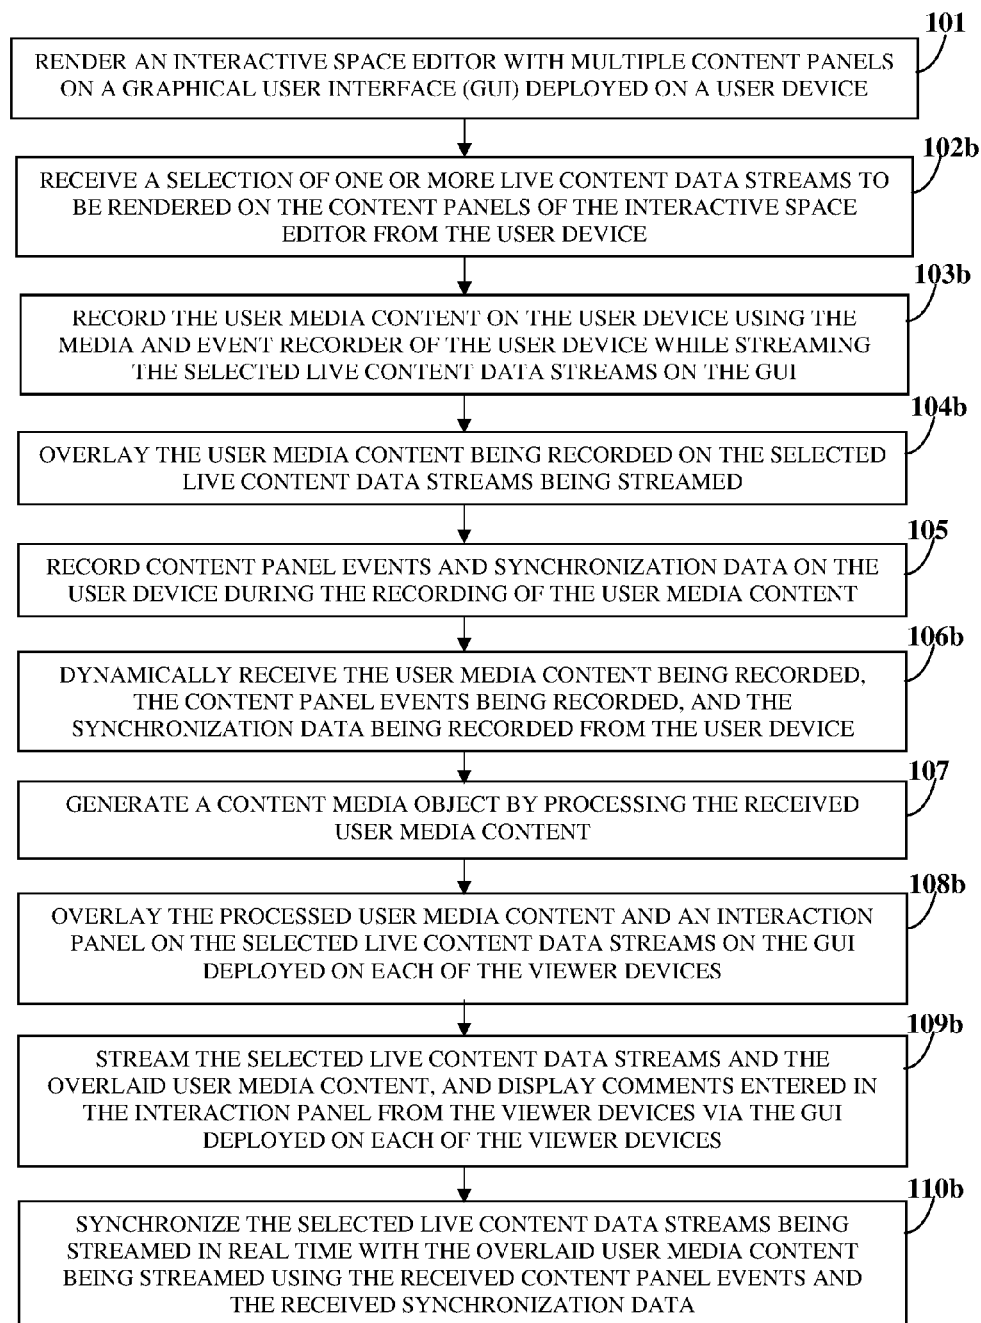 101
RENDER AN INTERACTIVE SPACE EDITOR WITH MULTIPLE CONTENT PANELS
ON A GRAPHICAL USER INTERFACE (GUI) DEPLOYED ON A USER DEVICE
102b
RECEIVE A SELECTION OF ONE OR MORE LIVE CONTENT DATA STREAMS TO
BE RENDERED ON THE CONTENT PANELS OF THE INTERACTIVE SPACE
EDITOR FROM THE USER DEVICE
103b
RECORD THE USER MEDIA CONTENT ON THE USER DEVICE USING THE
MEDIA AND EVENT RECORDER OF THE USER DEVICE WHILE STREAMING
THE SELECTED LIVE CONTENT DATA STREAMS ON THE GUI
104b
OVERLAY THE USER MEDIA CONTENT BEING RECORDED ON THE SELECTED
LIVE CONTENT DATA STREAMS BEING STREAMED
105
RECORD CONTENT PANEL EVENTS AND SYNCHRONIZATION DATA ON THE
USER DEVICE DURING THE RECORDING OF THE USER MEDIA CONTENT
106b
DYNAMICALLY RECEIVE THE USER MEDIA CONTENT BEING RECORDED,
THE CONTENT PANEL EVENTS BEING RECORDED, AND THE
SYNCHRONIZATION DATA BEING RECORDED FROM THE USER DEVICE
107
GENERATE A CONTENT MEDIA OBJECT BY PROCESSING THE RECEIVED
USER MEDIA CONTENT
108b
OVERLAY THE PROCESSED USER MEDIA CONTENT AND AN INTERACTION
PANEL ON THE SELECTED LIVE CONTENT DATA STREAMS ON THE GUI
DEPLOYED ON EACH OF THE VIEWER DEVICES
109b
STREAM THE SELECTED LIVE CONTENT DATA STREAMS AND THE
OVERLAID USER MEDIA CONTENT, AND DISPLAY COMMENTS ENTERED IN
THE INTERACTION PANEL FROM THE VIEWER DEVICES VIA THE GUI
DEPLOYED ON EACH OF THE VIEWER DEVICES
110b
SYNCHRONIZE THE SELECTED LIVE CONTENT DATA STREAMS BEING
STREAMED IN REAL TIME WITH THE OVERLAID USER MEDIA CONTENT
BEING STREAMED USING THE RECEIVED CONTENT PANEL EVENTS AND
THE RECEIVED SYNCHRONIZATION DATA